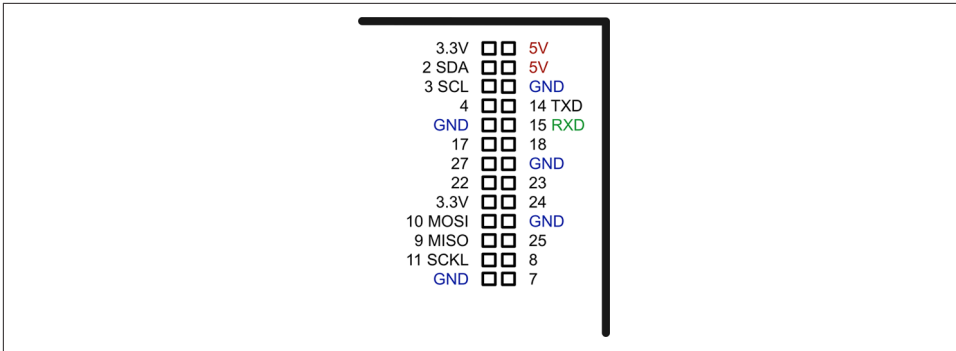 3.3V 5V
2 SDA 5V
3 SCL GND
4 14 TXD
GND 15 RXD
17 18
27 GND
22 23
3.3V 24
10 MOSI GND
9 MISO 25
11 SCKL 8
GND 7